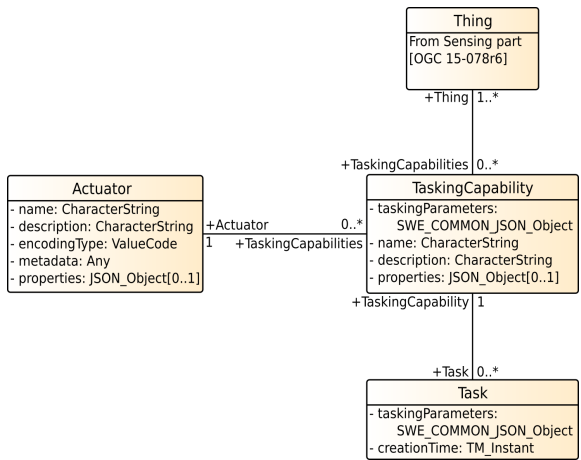 Thing
From Sensing part
[OGC 15-078r6]
+Thing 1..*
+TaskingCapabilities 0..*
Actuator
- name: CharacterString
- description: CharacterString
- encodingType: ValueCode
- metadata: Any
- properties: JSON_Object[0..1]
+Actuator 0..*
1 +TaskingCapabilities
TaskingCapability
- taskingParameters:
SWE_COMMON_JSON_Object
- name: CharacterString
- description: CharacterString
- properties: JSON_Object[0..1]
+TaskingCapability 1
+Task 0..*
Task
- taskingParameters:
SWE_COMMON_JSON_Object
- creationTime: TM_Instant